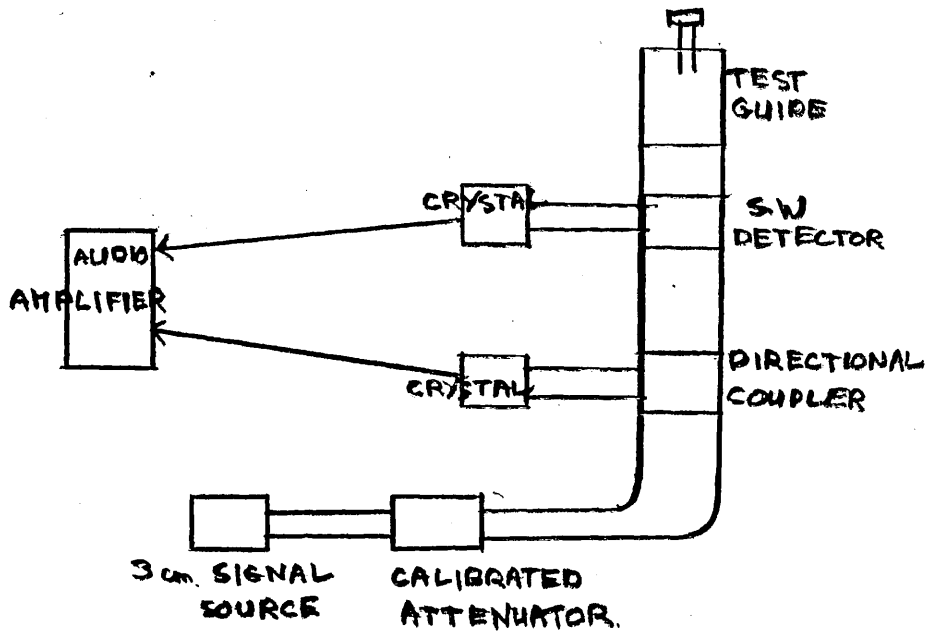 TEST
GUIDE
CRYSTAL
S.W
DETECTOR
AUDIO
AMPLIFIER
DIRECTIONAL
COUPLER
CRYSTAL
3 cm. SIGNAL
SOURCE
CALIBRATED
ATTENUATOR.